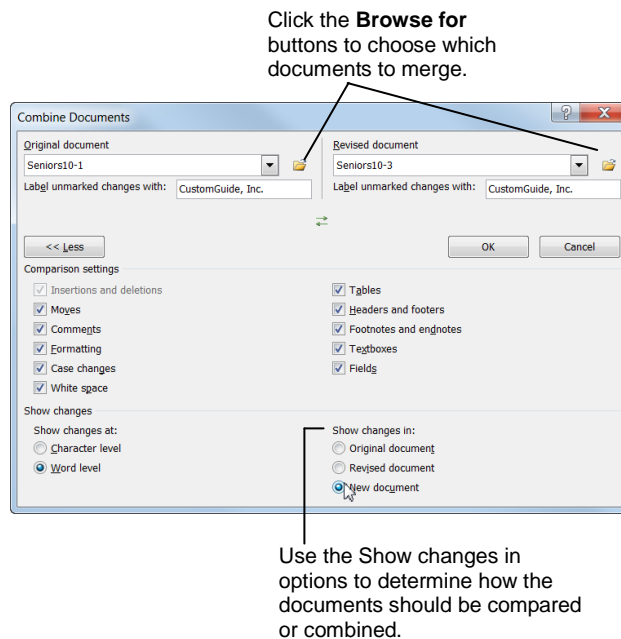 Click the Browse for
buttons to choose which
documents to merge.
Combine Documents
Original document
Revised document
Seniors10-1
Seniors10-3
Label unmarked changes with: CustomGuide, Inc.
Label unmarked changes with: CustomGuide, Inc.
<< Less
OK
Cancel
Comparison settings
Insertions and deletions
Moves
Comments
Formatting
Case changes
White space
Tables
Headers and footers
Footnotes and endnotes
Textboxes
Fields
Show changes
Show changes at:
Character level
Word level
Show changes in:
Original document
Revised document
New document
Use the Show changes in
options to determine how the
documents should be compared
or combined.